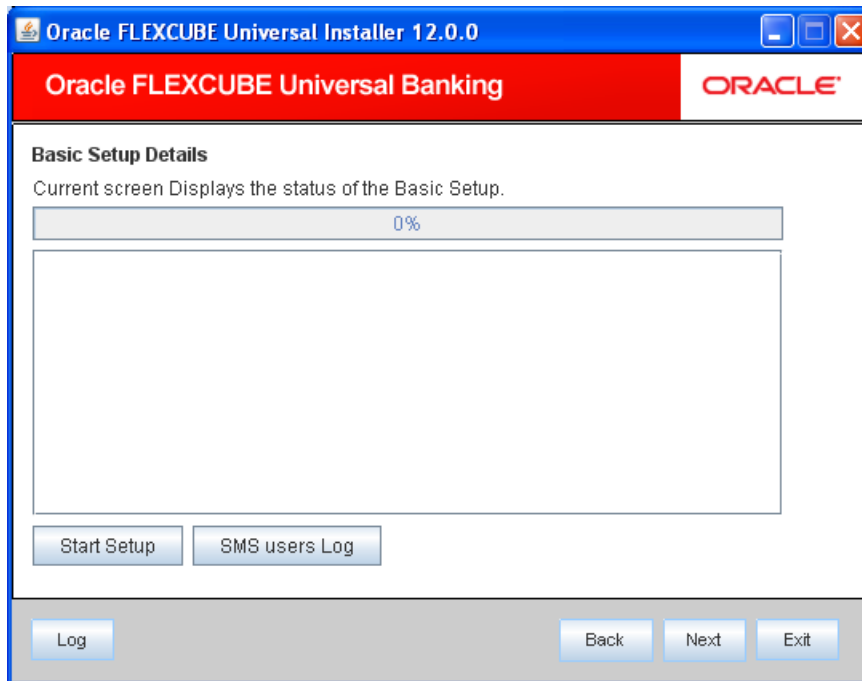 Oracle FLEXCUBE Universal Installer 12.0.0
Oracle FLEXCUBE Universal Banking
ORACLE
Basic Setup Details
Current screen Displays the status of the Basic Setup.
0%
Start Setup
SMS users Log
Log
Back
Next
Exit